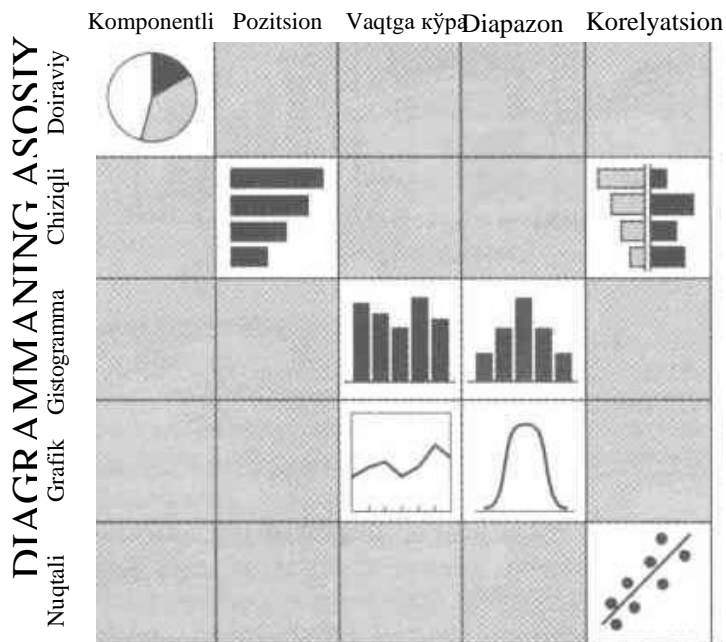 Komponentli Pozitsion Vaqtga кўра Diapazon Korelyatsion
DIAGRAMMANING ASOSIY
Doiraviy
Chiziqli
Gistogramma
Grafik
Nuqtali